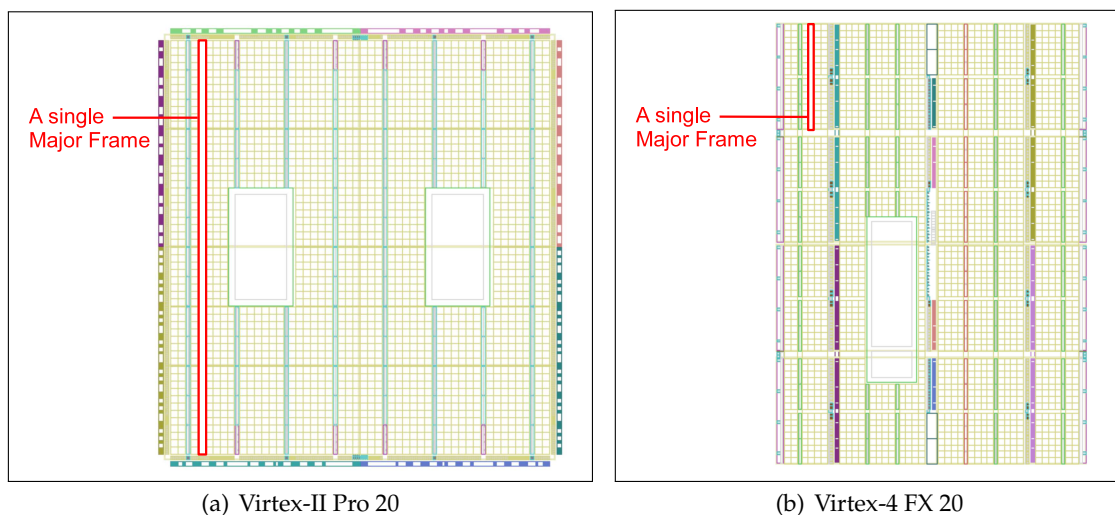 A single
Major Frame
A single
Major Frame
(a) Virtex-II Pro 20
(b) Virtex-4 FX 20